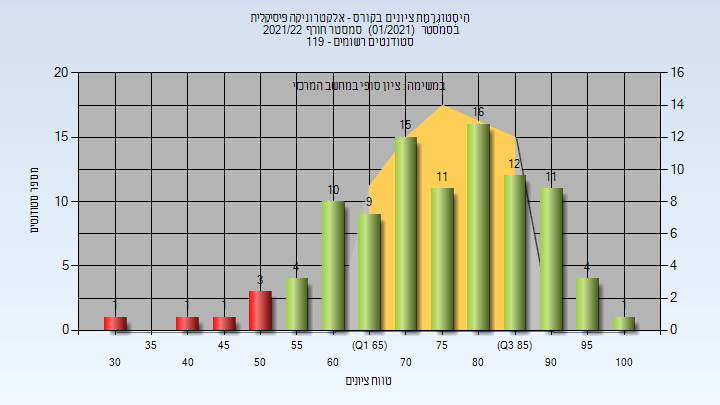 היסטוגרמת ציונים בקורס - אלקטרוניקה פיסיקלית
בסמסטר (01/2021) סמסטר חורף 2021/22
סטודנטים רשומים - 119
במשימה : ציון סופי במחשב המרכזי
מספר סטודנטים
20 15 10 5 0
16 14 12 10 8 6 4 2 0
1 1 1 3 4 10 9 15 11 16 12 11 4 1
35 55 (Q1 65) 75 (Q3 85) 95
30 40 45 50 60 70 80 90 100
טווח ציונים